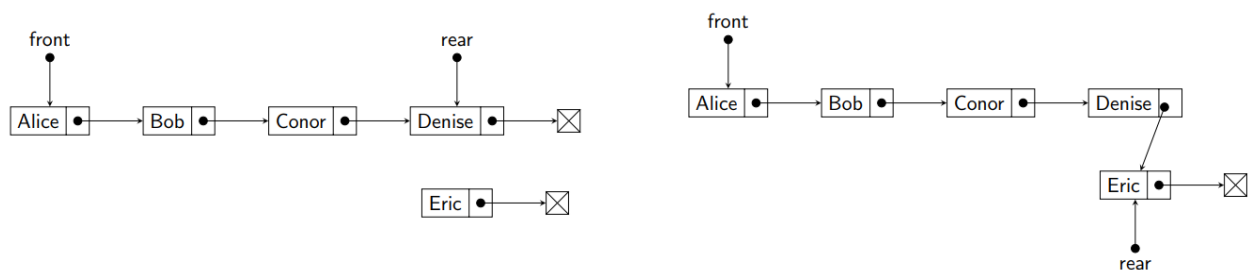 front
rear
Alice
Bob
Conor
Denise
Eric
front
Alice
Bob
Conor
Denise
Eric
rear